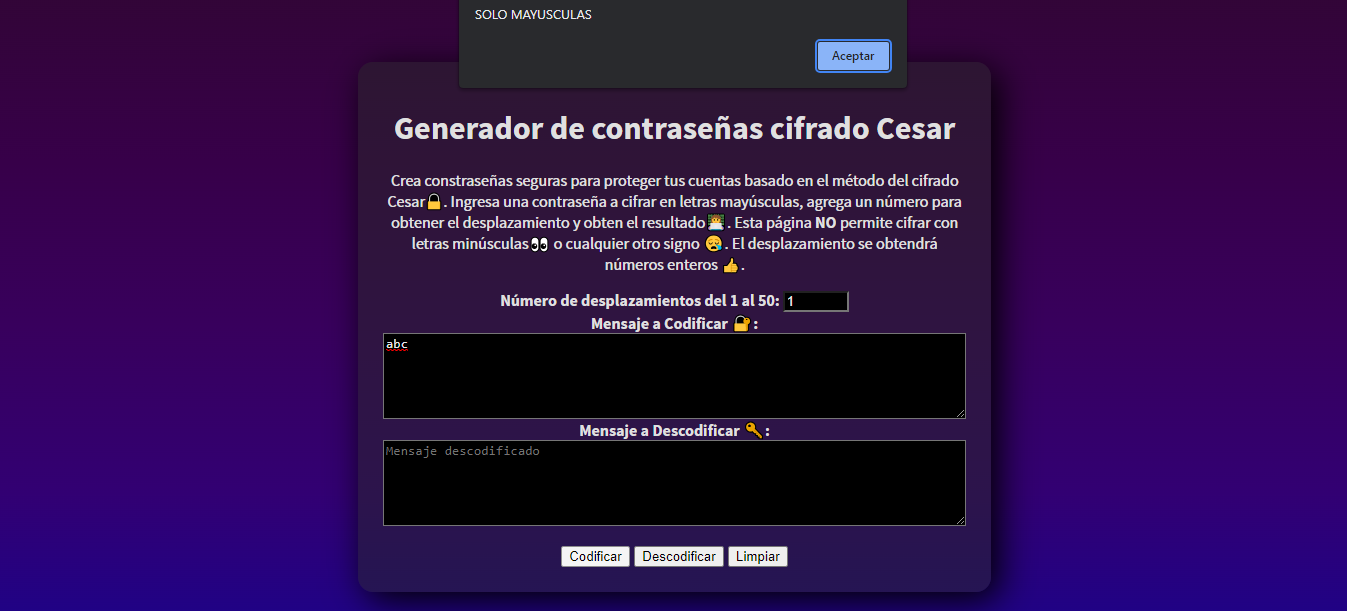 SOLO MAYUSCULAS
Aceptar
Generador de contraseñas cifrado Cesar
Crea constraseñas seguras para proteger tus cuentas basado en el método del cifrado
Cesar🔒. Ingresa una contraseña a cifrar en letras mayúsculas, agrega un número para
obtener el desplazamiento y obten el resultado👨‍💻. Esta página NO permite cifrar con
letras minúsculas👀 o cualquier otro signo 😪. El desplazamiento se obtendrá
números enteros 👍.
Número de desplazamientos del 1 al 50: 1
Mensaje a Codificar 🔐:
abc
Mensaje a Descodificar 🔑:
Mensaje descodificado
Codificar Descodificar Limpiar